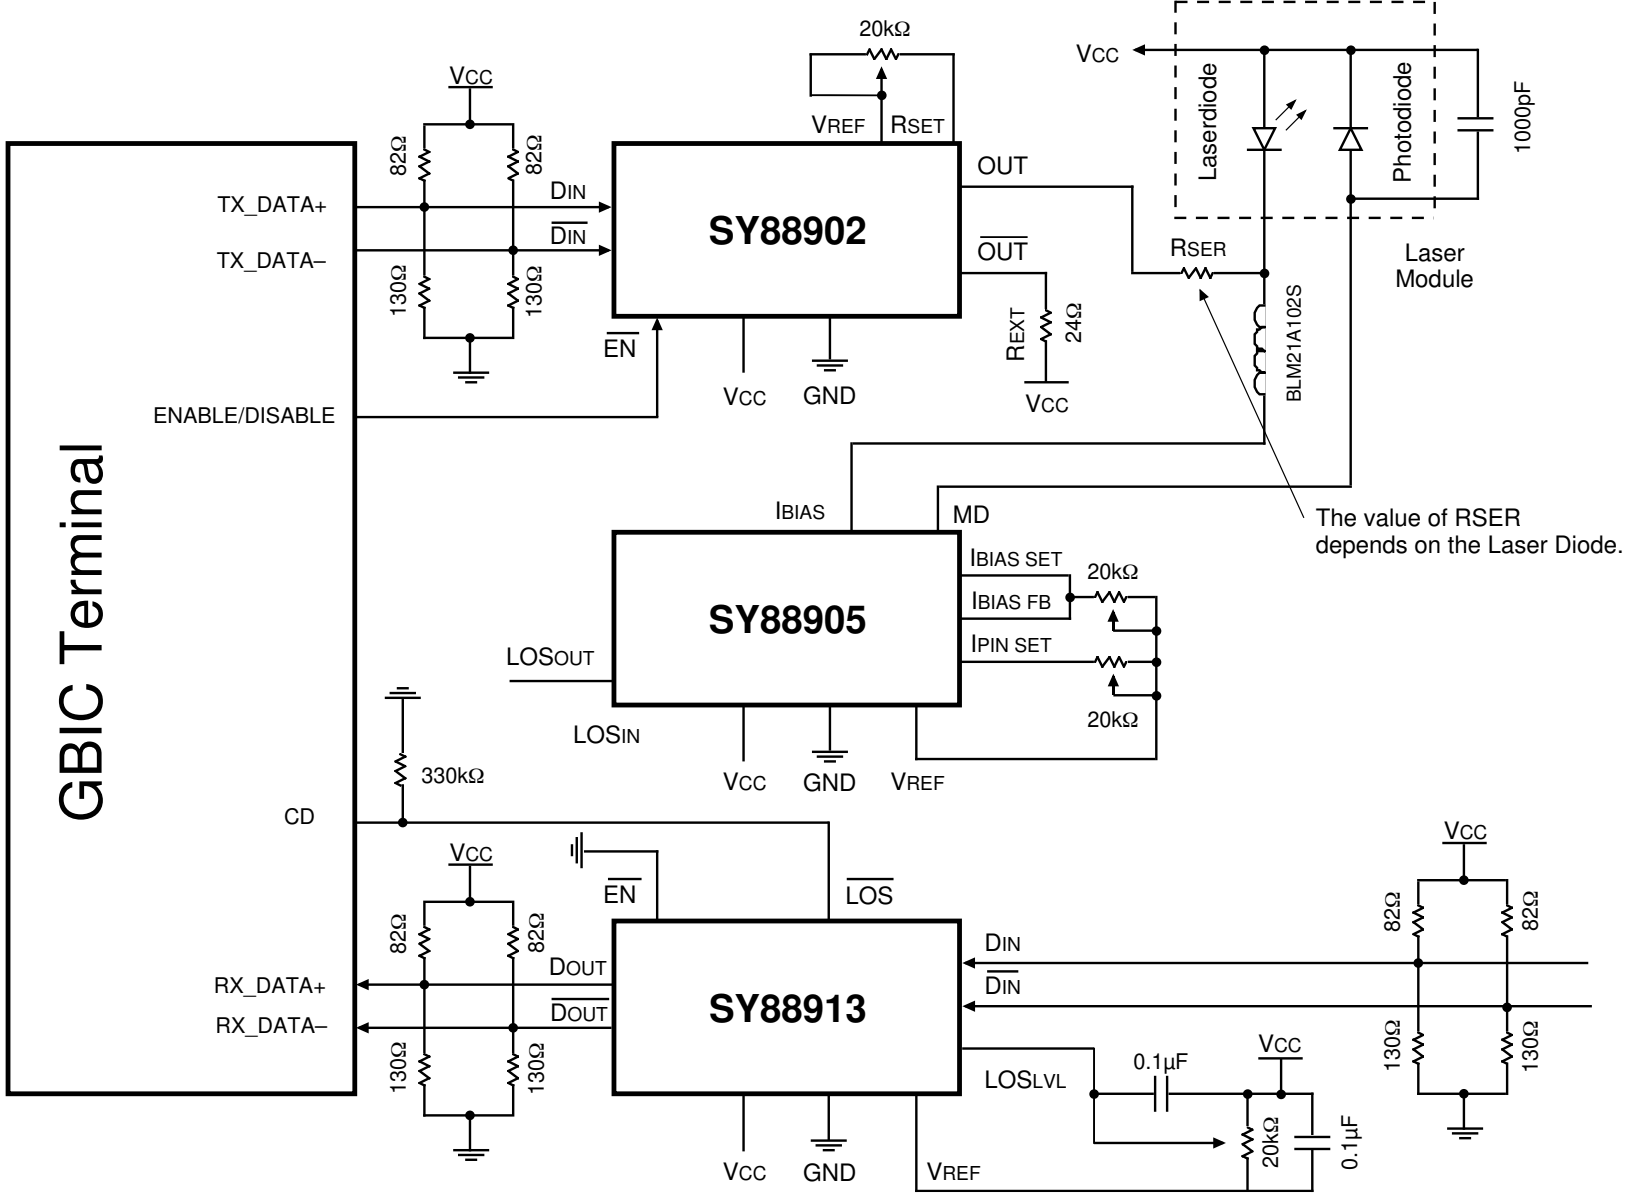 20kΩ
VCC
VREF
RSET
VCC
Laserdiode
Photodiode
1000pF
Laser
Module
82Ω
82Ω
TX_DATA+
DIN
SY88902
OUT
TX_DATA–
DIN
OUT
RSER
130Ω
130Ω
EN
VCC
GND
REXT
24Ω
VCC
BLM21A102S
ENABLE/DISABLE
GBIC Terminal
IBIAS
MD
The value of RSER
depends on the Laser Diode.
SY88905
IBIAS SET
20kΩ
IBIAS FB
IPIN SET
20kΩ
LOSOUT
LOSIN
VCC
GND
VREF
330kΩ
CD
VCC
EN
LOS
VCC
82Ω
82Ω
82Ω
82Ω
RX_DATA+
DOUT
SY88913
DIN
RX_DATA–
DOUT
DIN
130Ω
130Ω
130Ω
130Ω
LOSLVL
0.1µF
VCC
20kΩ
0.1µF
VCC
GND
VREF